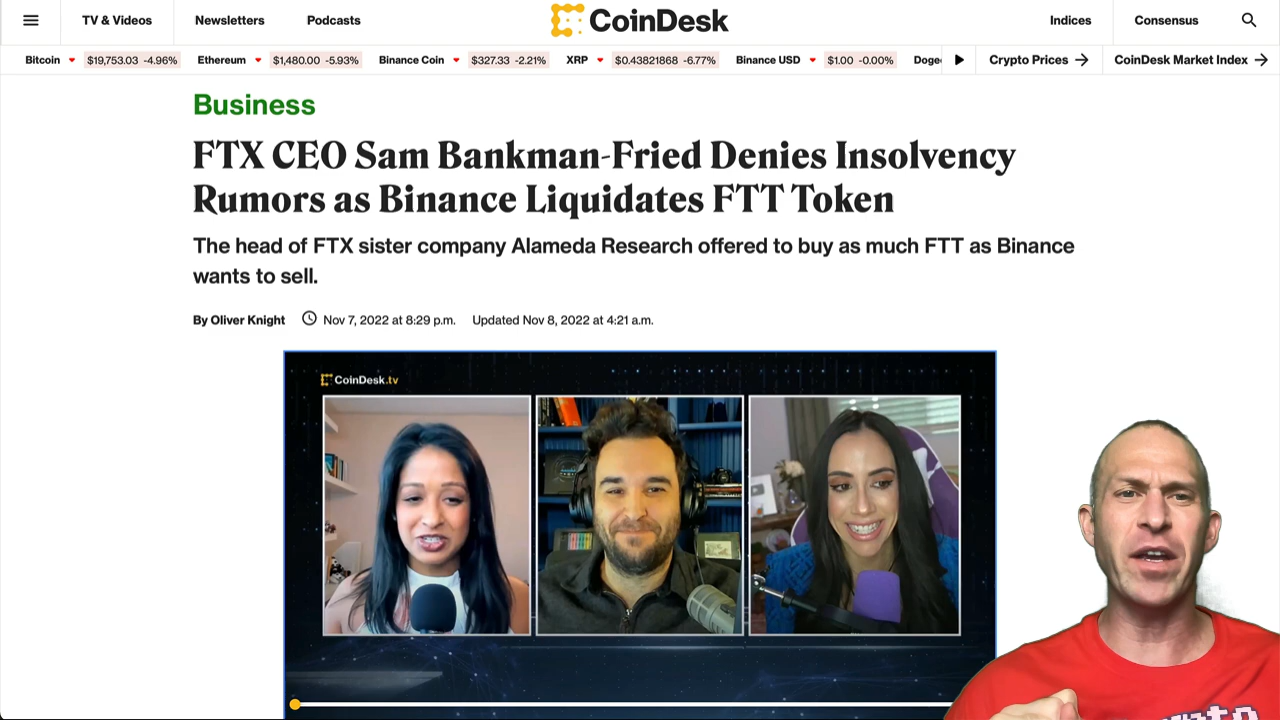 TV & Videos
Newsletters
Podcasts
CoinDesk
Indices
Consensus
Bitcoin $19,753.03 -4.96% Ethereum $1,480.00 -5.93% Binance Coin $327.33 -2.21% XRP $0.43821868 -6.77% Binance USD $1.00 -0.00% Doge
Crypto Prices
CoinDesk Market Index
Business
FTX CEO Sam Bankman-Fried Denies Insolvency
Rumors as Binance Liquidates FTT Token
The head of FTX sister company Alameda Research offered to buy as much FTT as Binance
wants to sell.
By Oliver Knight Nov 7, 2022 at 8:29 p.m. Updated Nov 8, 2022 at 4:21 a.m.
CoinDesk.tv